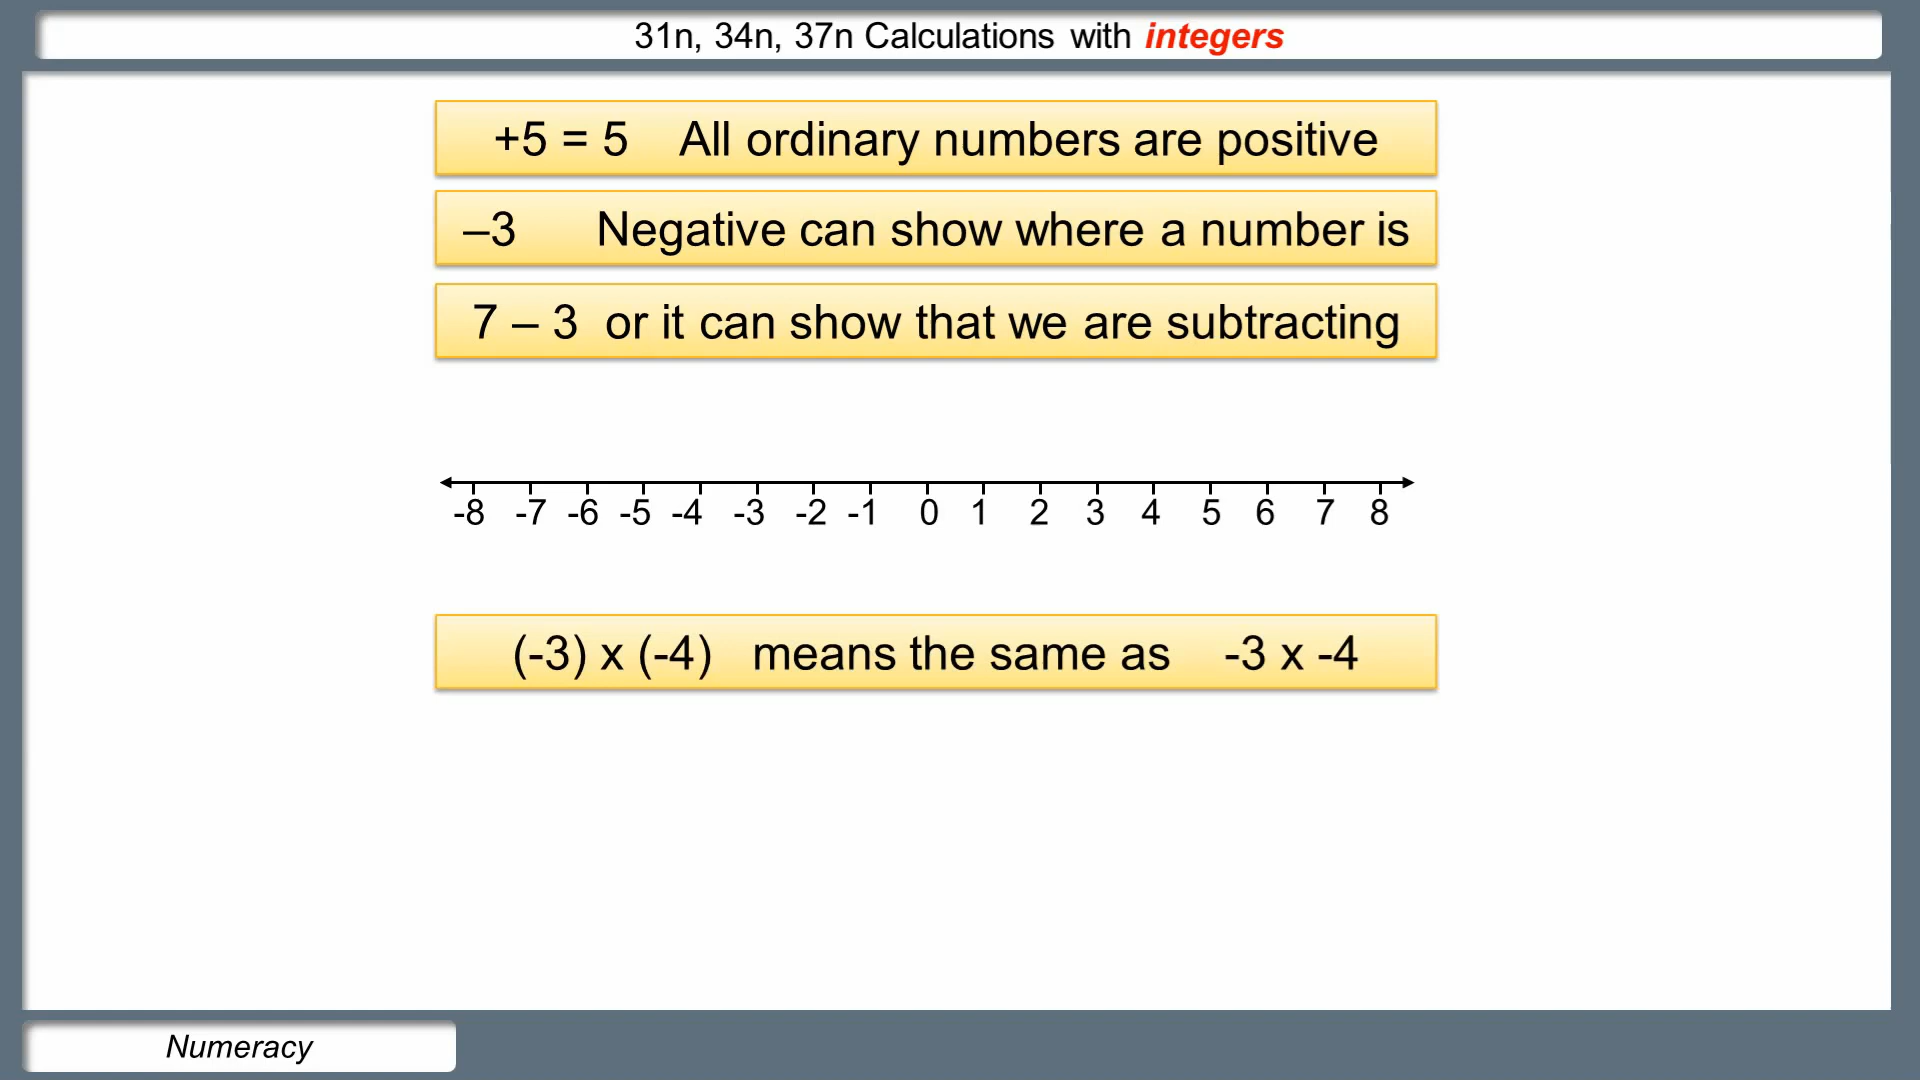 31n, 34n, 37n Calculations with integers
+5 = 5 All ordinary numbers are positive
–3 Negative can show where a number is
7 – 3 or it can show that we are subtracting
-8 -7 -6 -5 -4 -3 -2 -1 0 1 2 3 4 5 6 7 8
(-3) x (-4) means the same as -3 x -4
Numeracy